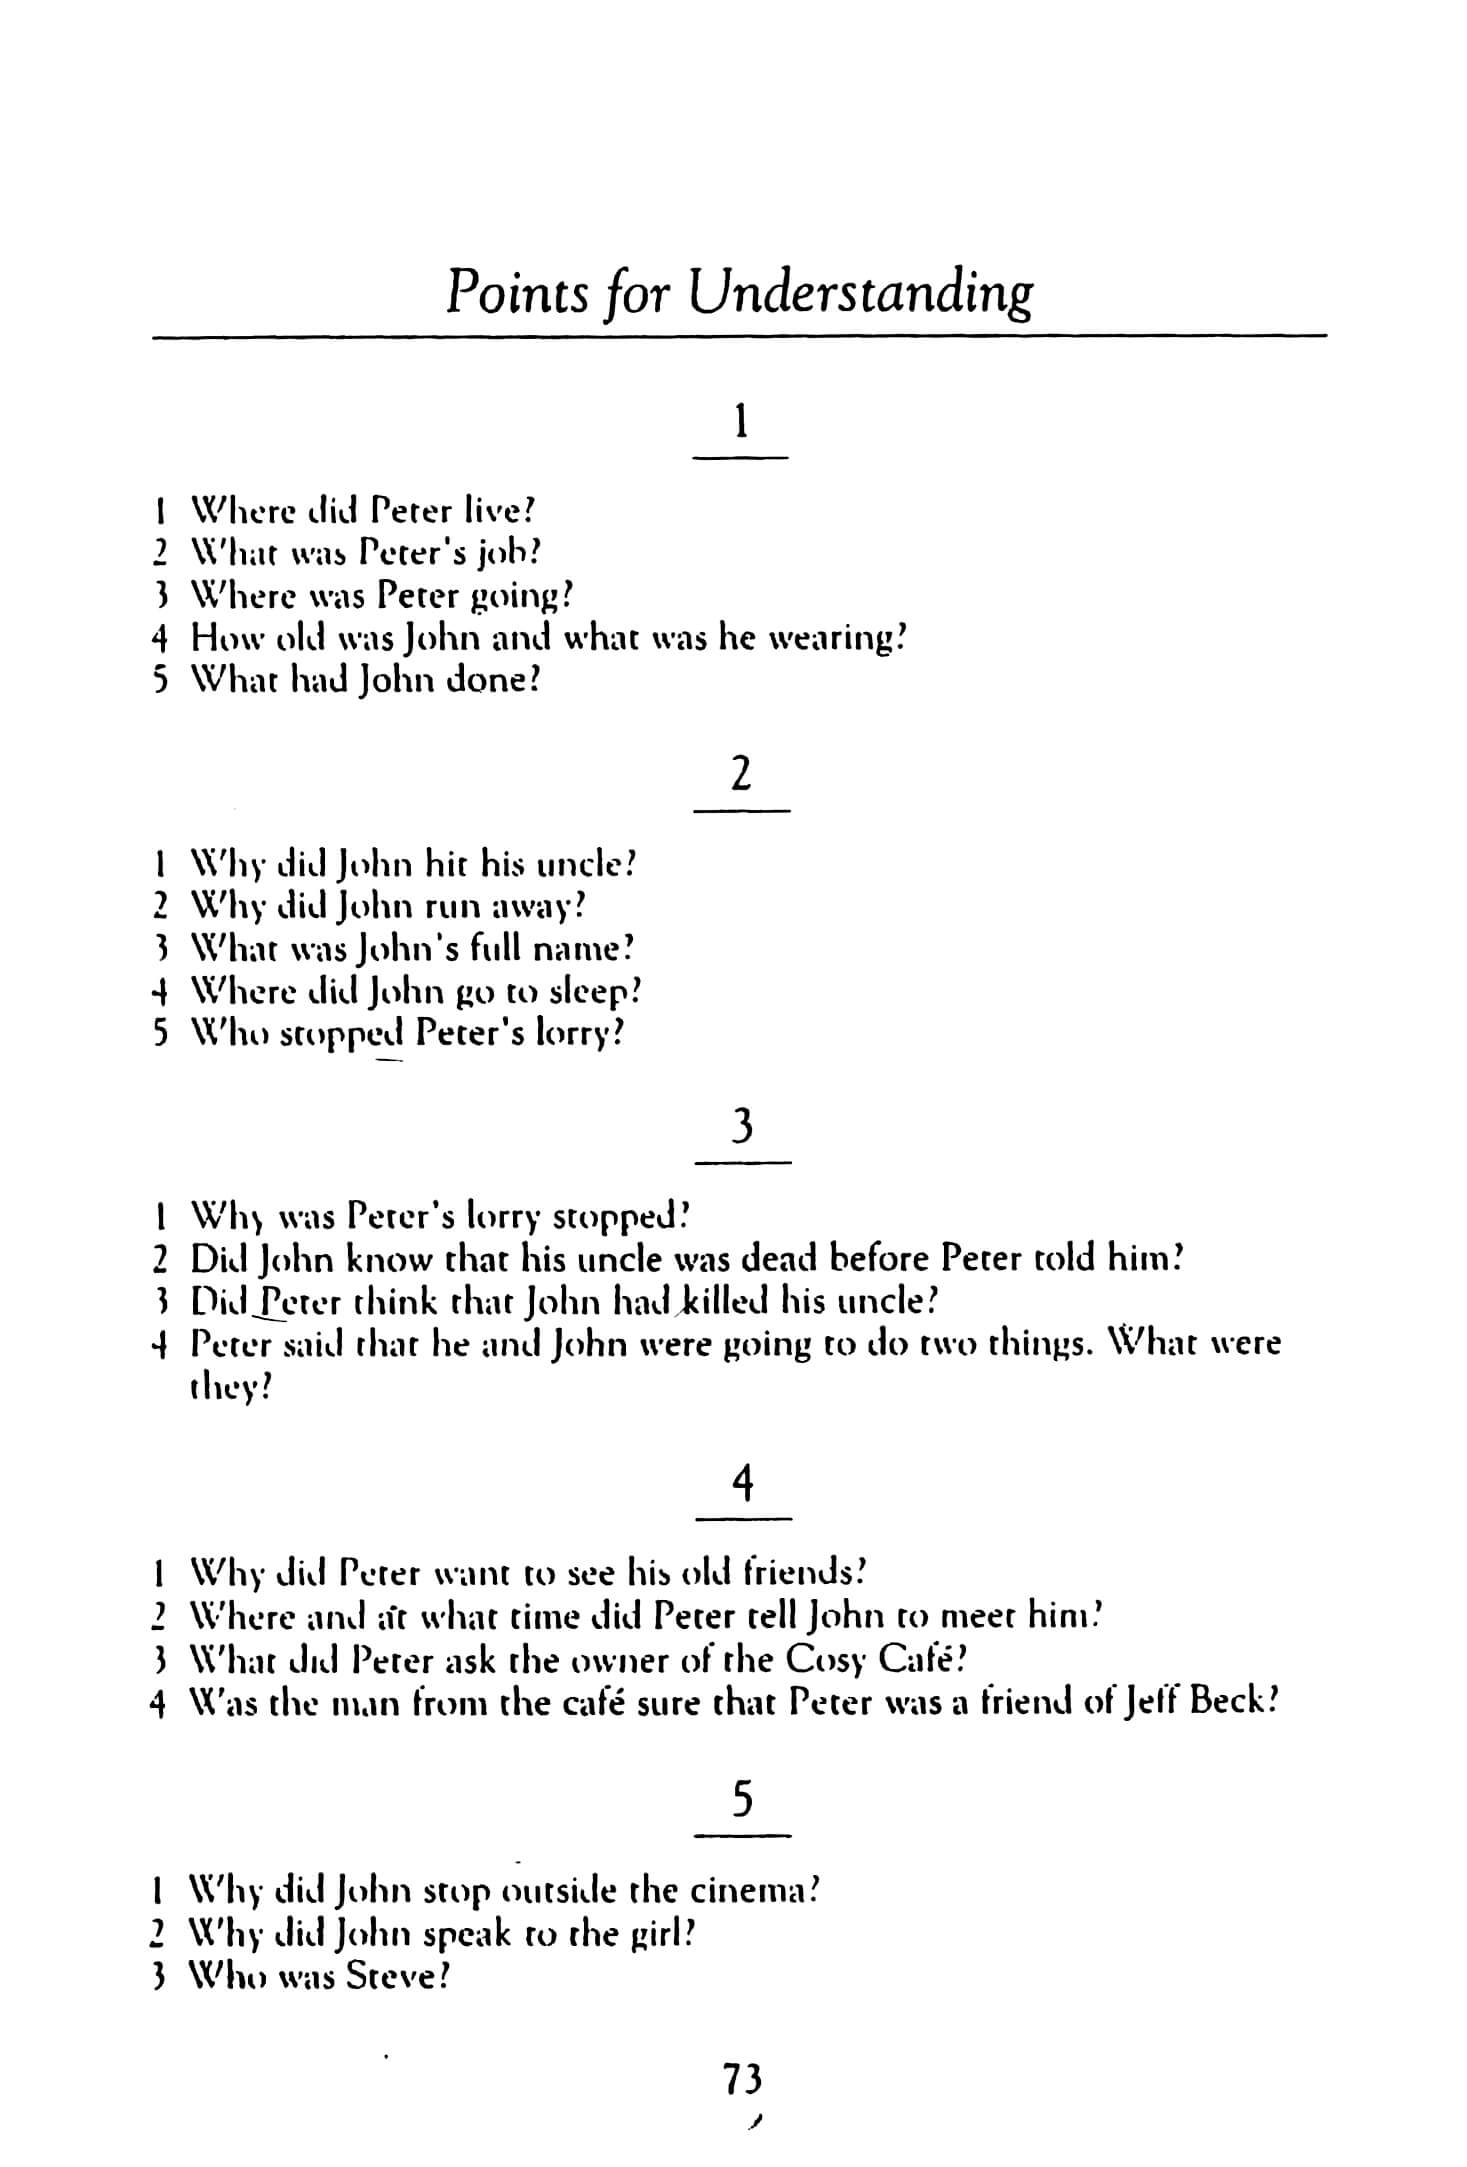 Points for Understanding
1
1 Where did Peter live?
2 What was Peter's job?
3 Where was Peter going?
4 How old was John and what was he wearing?
5 What had John done?
2
1 Why did John hit his uncle?
2 Why did John run away?
3 What was John's full name?
4 Where did John go to sleep?
5 Who stopped Peter's lorry?
3
1 Why was Peter's lorry stopped?
2 Did John know that his uncle was dead before Peter told him?
3 Did Peter think that John had killed his uncle?
4 Peter said that he and John were going to do two things. What were
they?
4
1 Why did Peter want to see his old friends?
2 Where and at what time did Peter tell John to meet him?
3 What did Peter ask the owner of the Cosy Café?
4 Was the man from the café sure that Peter was a friend of Jeff Beck?
5
1 Why did John stop outside the cinema?
2 Why did John speak to the girl?
3 Who was Steve?
73